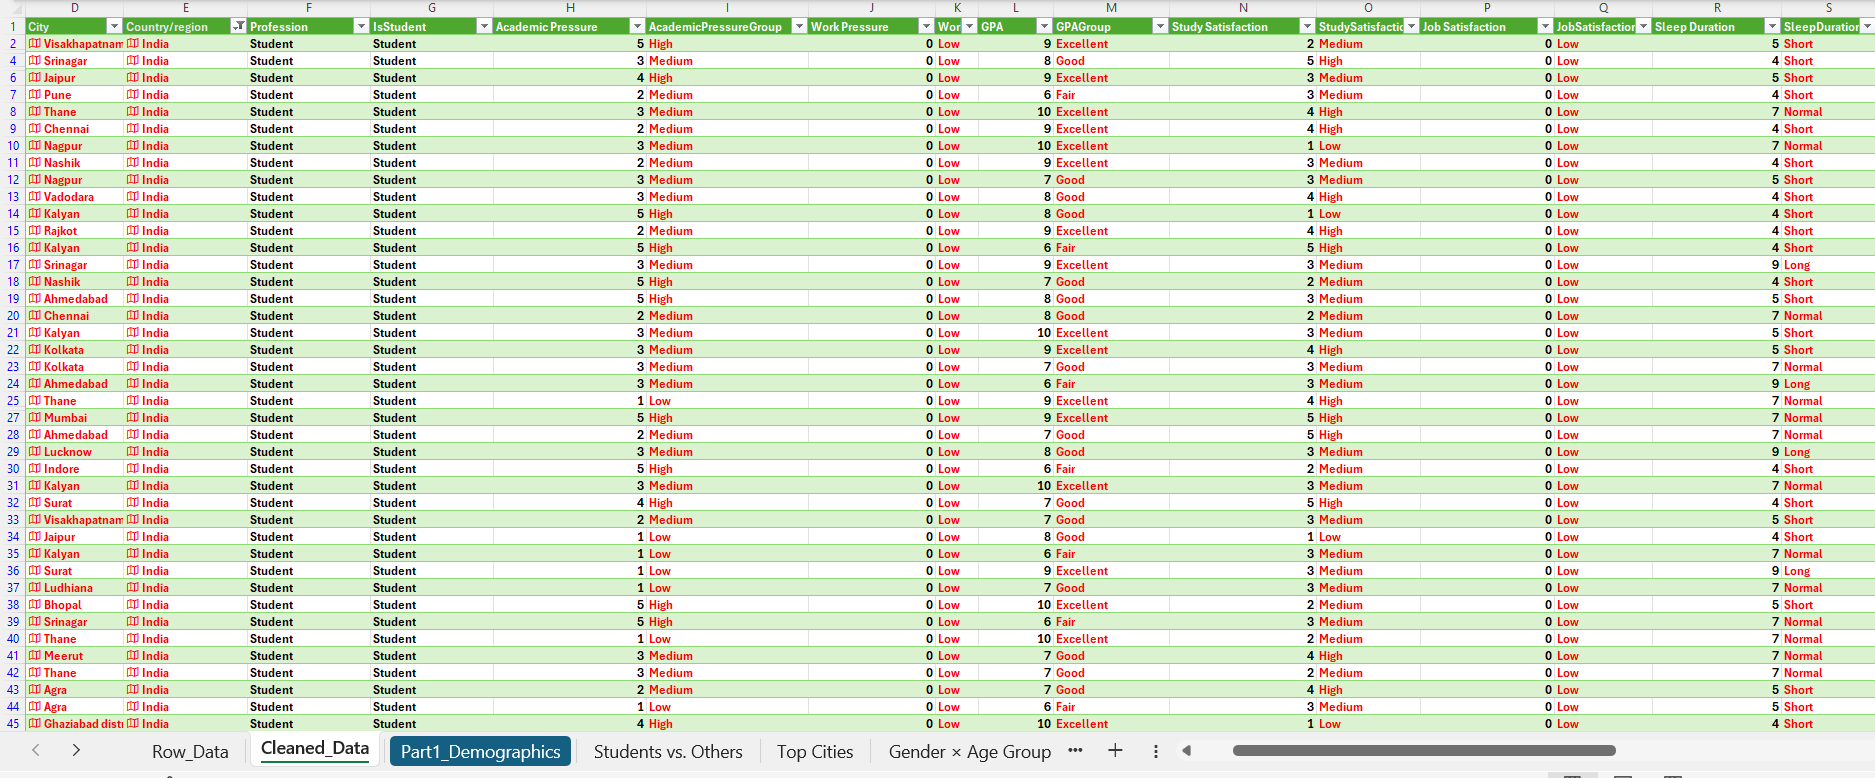 D E F G H I J K L M N O P Q R S
1 City Country/region Profession IsStudent Academic Pressure AcademicPressureGroup Work Pressure Wor GPA GPAGroup Study Satisfaction StudySatisfactio Job Satisfaction JobSatisfaction Sleep Duration SleepDuration
2 Visakhapatnam India Student Student 5 High 0 Low 9 Excellent 2 Medium 0 Low 5 Short
4 Srinagar India Student Student 3 Medium 0 Low 8 Good 5 High 0 Low 4 Short
6 Jaipur India Student Student 4 High 0 Low 9 Excellent 3 Medium 0 Low 5 Short
7 Pune India Student Student 2 Medium 0 Low 6 Fair 3 Medium 0 Low 4 Short
8 Thane India Student Student 3 Medium 0 Low 10 Excellent 4 High 0 Low 7 Normal
9 Chennai India Student Student 2 Medium 0 Low 9 Excellent 4 High 0 Low 4 Short
10 Nagpur India Student Student 3 Medium 0 Low 10 Excellent 1 Low 0 Low 7 Normal
11 Nashik India Student Student 2 Medium 0 Low 9 Excellent 3 Medium 0 Low 4 Short
12 Nagpur India Student Student 3 Medium 0 Low 7 Good 3 Medium 0 Low 5 Short
13 Vadodara India Student Student 3 Medium 0 Low 8 Good 4 High 0 Low 4 Short
14 Kalyan India Student Student 5 High 0 Low 8 Good 1 Low 0 Low 4 Short
15 Rajkot India Student Student 2 Medium 0 Low 9 Excellent 4 High 0 Low 4 Short
16 Kalyan India Student Student 5 High 0 Low 6 Fair 5 High 0 Low 4 Short
17 Srinagar India Student Student 3 Medium 0 Low 9 Excellent 3 Medium 0 Low 9 Long
18 Nashik India Student Student 5 High 0 Low 7 Good 2 Medium 0 Low 4 Short
19 Ahmedabad India Student Student 5 High 0 Low 8 Good 3 Medium 0 Low 5 Short
20 Chennai India Student Student 2 Medium 0 Low 8 Good 2 Medium 0 Low 7 Normal
21 Kalyan India Student Student 3 Medium 0 Low 10 Excellent 3 Medium 0 Low 5 Short
22 Kolkata India Student Student 3 Medium 0 Low 9 Excellent 4 High 0 Low 5 Short
23 Kolkata India Student Student 3 Medium 0 Low 7 Good 3 Medium 0 Low 7 Normal
24 Ahmedabad India Student Student 3 Medium 0 Low 6 Fair 3 Medium 0 Low 9 Long
25 Thane India Student Student 1 Low 0 Low 9 Excellent 4 High 0 Low 7 Normal
27 Mumbai India Student Student 5 High 0 Low 9 Excellent 5 High 0 Low 7 Normal
28 Ahmedabad India Student Student 2 Medium 0 Low 7 Good 5 High 0 Low 7 Normal
29 Lucknow India Student Student 3 Medium 0 Low 8 Good 3 Medium 0 Low 9 Long
30 Indore India Student Student 5 High 0 Low 6 Fair 2 Medium 0 Low 4 Short
31 Kalyan India Student Student 3 Medium 0 Low 10 Excellent 3 Medium 0 Low 7 Normal
32 Surat India Student Student 4 High 0 Low 7 Good 5 High 0 Low 4 Short
33 Visakhapatnam India Student Student 2 Medium 0 Low 7 Good 3 Medium 0 Low 5 Short
34 Jaipur India Student Student 1 Low 0 Low 8 Good 1 Low 0 Low 4 Short
35 Kalyan India Student Student 1 Low 0 Low 6 Fair 3 Medium 0 Low 7 Normal
36 Surat India Student Student 1 Low 0 Low 9 Excellent 3 Medium 0 Low 9 Long
37 Ludhiana India Student Student 1 Low 0 Low 7 Good 3 Medium 0 Low 7 Normal
38 Bhopal India Student Student 5 High 0 Low 10 Excellent 2 Medium 0 Low 5 Short
39 Srinagar India Student Student 5 High 0 Low 6 Fair 3 Medium 0 Low 7 Normal
40 Thane India Student Student 1 Low 0 Low 10 Excellent 2 Medium 0 Low 7 Normal
41 Meerut India Student Student 3 Medium 0 Low 7 Good 4 High 0 Low 7 Normal
42 Thane India Student Student 3 Medium 0 Low 7 Good 2 Medium 0 Low 7 Normal
43 Agra India Student Student 2 Medium 0 Low 7 Good 4 High 0 Low 5 Short
44 Agra India Student Student 1 Low 0 Low 6 Fair 3 Medium 0 Low 5 Short
45 Ghaziabad distr India Student Student 4 High 0 Low 10 Excellent 1 Low 0 Low 4 Short
Row_Data Cleaned_Data Part1_Demographics Students vs. Others Top Cities Gender × Age Group